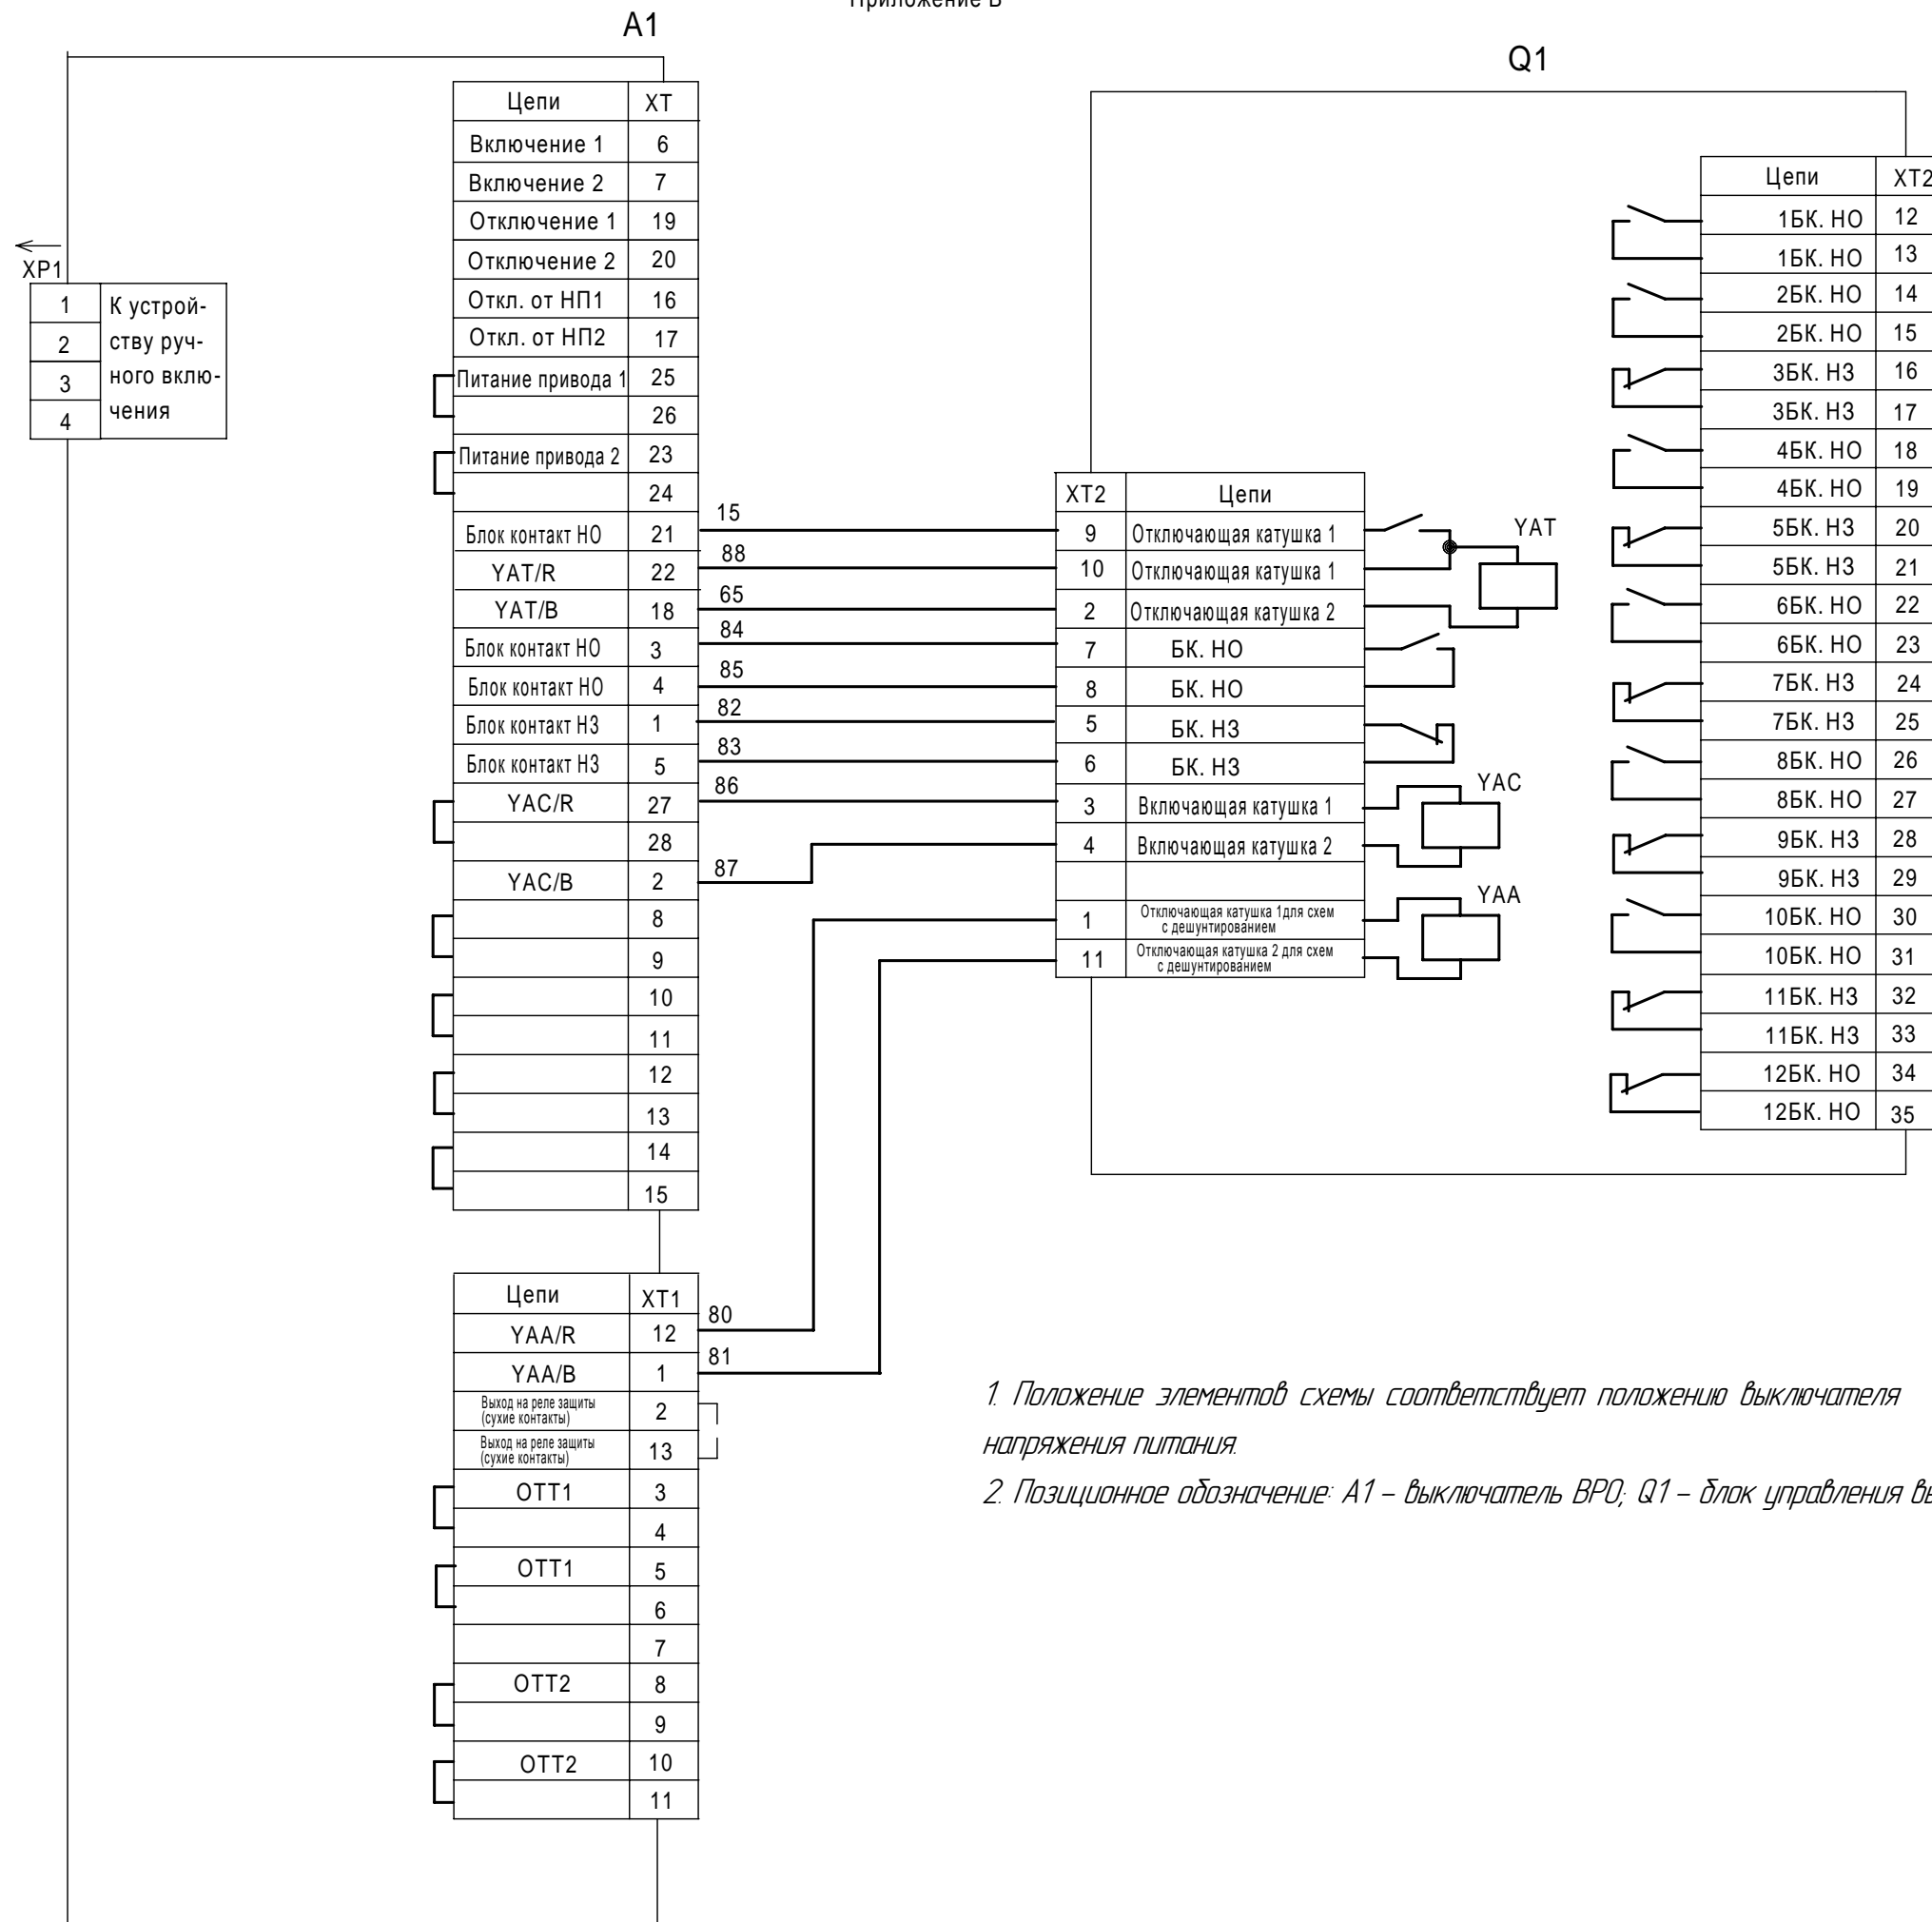 Приложение В
А1
Q1
Цепи XT
Включение 1 6
Включение 2 7
Отключение 1 19
Отключение 2 20
Откл. от НП1 16
Откл. от НП2 17
Питание привода 1 25
26
Питание привода 2 23
24
Блок контакт НО 21
YAT/R 22
YAT/B 18
Блок контакт НО 3
Блок контакт НО 4
Блок контакт НЗ 1
Блок контакт НЗ 5
YAC/R 27
28
YAC/B 2
8
9
10
11
12
13
14
15
XP1
1
2
3
4
К устрой-
ству руч-
ного вклю-
чения
15
88
65
84
85
82
83
86
87
XT2 Цепи
9 Отключающая катушка 1
10 Отключающая катушка 1
2 Отключающая катушка 2
7 БК. НО
8 БК. НО
5 БК. НЗ
6 БК. НЗ
3 Включающая катушка 1
4 Включающая катушка 2
1 Отключающая катушка 1для схем
с дешунтированием
11 Отключающая катушка 2 для схем
с дешунтированием
YAT
YAC
YAA
Цепи XT2
1БК. НО 12
1БК. НО 13
2БК. НО 14
2БК. НО 15
3БК. НЗ 16
3БК. НЗ 17
4БК. НО 18
4БК. НО 19
5БК. НЗ 20
5БК. НЗ 21
6БК. НО 22
6БК. НО 23
7БК. НЗ 24
7БК. НЗ 25
8БК. НО 26
8БК. НО 27
9БК. НЗ 28
9БК. НЗ 29
10БК. НО 30
10БК. НО 31
11БК. НЗ 32
11БК. НЗ 33
12БК. НО 34
12БК. НО 35
Цепи XT1
YAA/R 12
YAA/B 1
Выход на реле защиты
(сухие контакты) 2
Выход на реле защиты
(сухие контакты) 13
ОТТ1 3
4
ОТТ1 5
6
7
ОТТ2 8
9
ОТТ2 10
11
80
81
1. Положение элементов схемы соответствует положению выключателя
напряжения питания.
2. Позиционное обозначение: А1 – выключатель ВРО; Q1 – блок управления вы